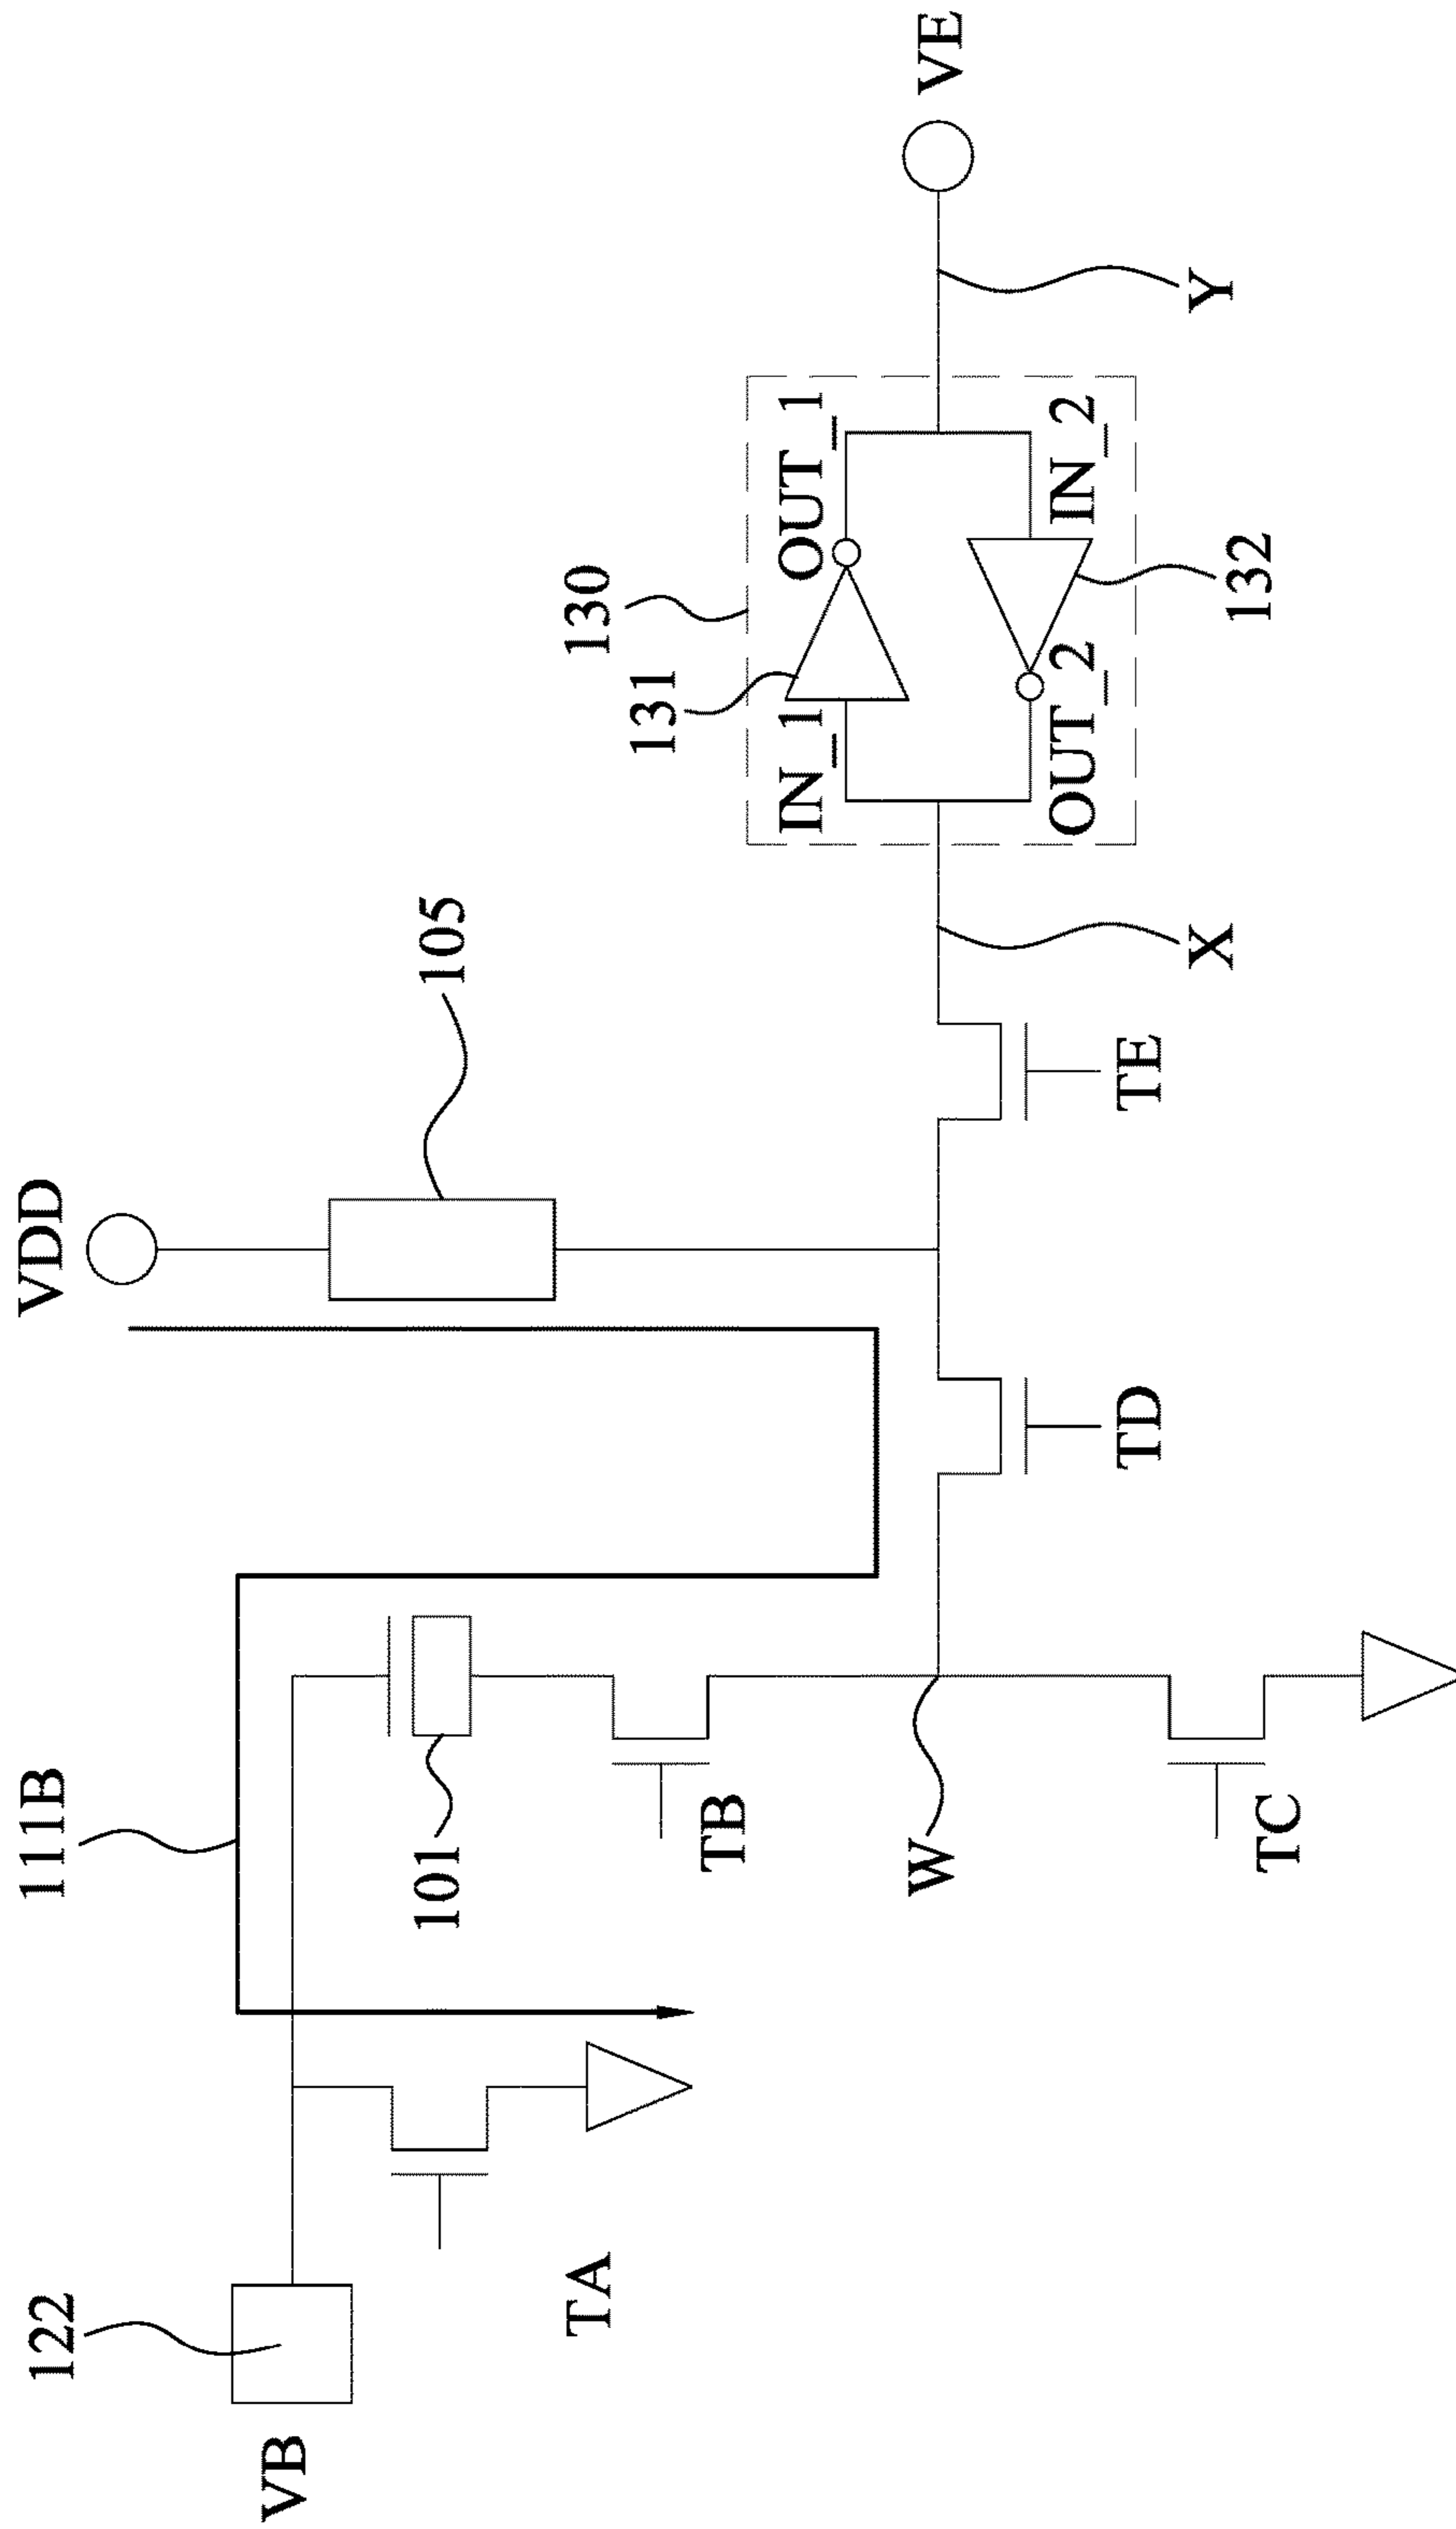 VDD
111B
122
VB
105
101
130
131
IN_1
OUT_1
VE
TA
TB
W
OUT_2
IN_2
132
TD
TE
X
Y
TC